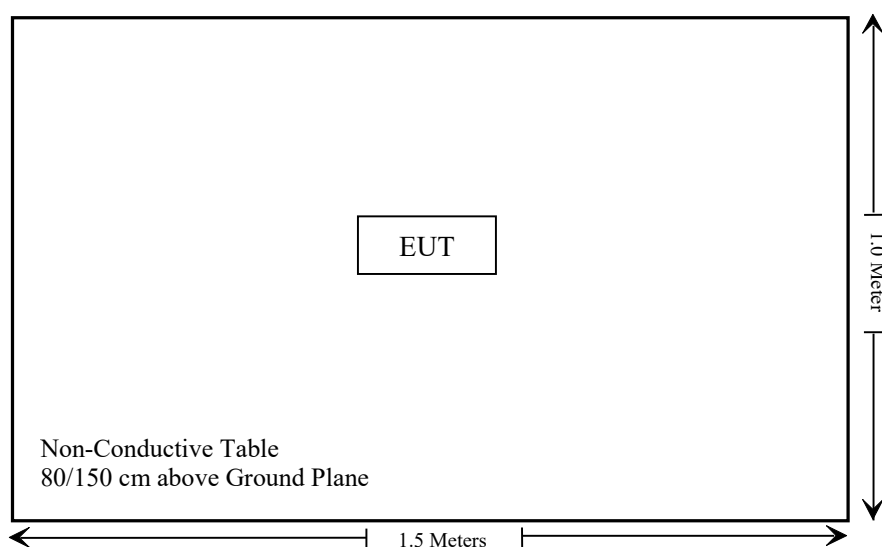 EUT
1.0 Meter
Non-Conductive Table
80/150 cm above Ground Plane
1.5 Meters